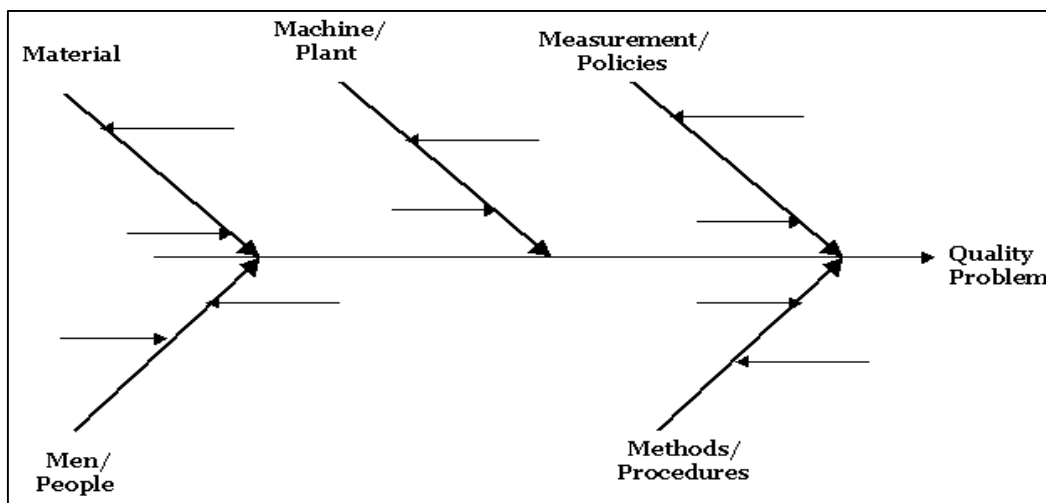 Material
Machine/
Plant
Measurement/
Policies
Quality
Problem
Men/
People
Methods/
Procedures